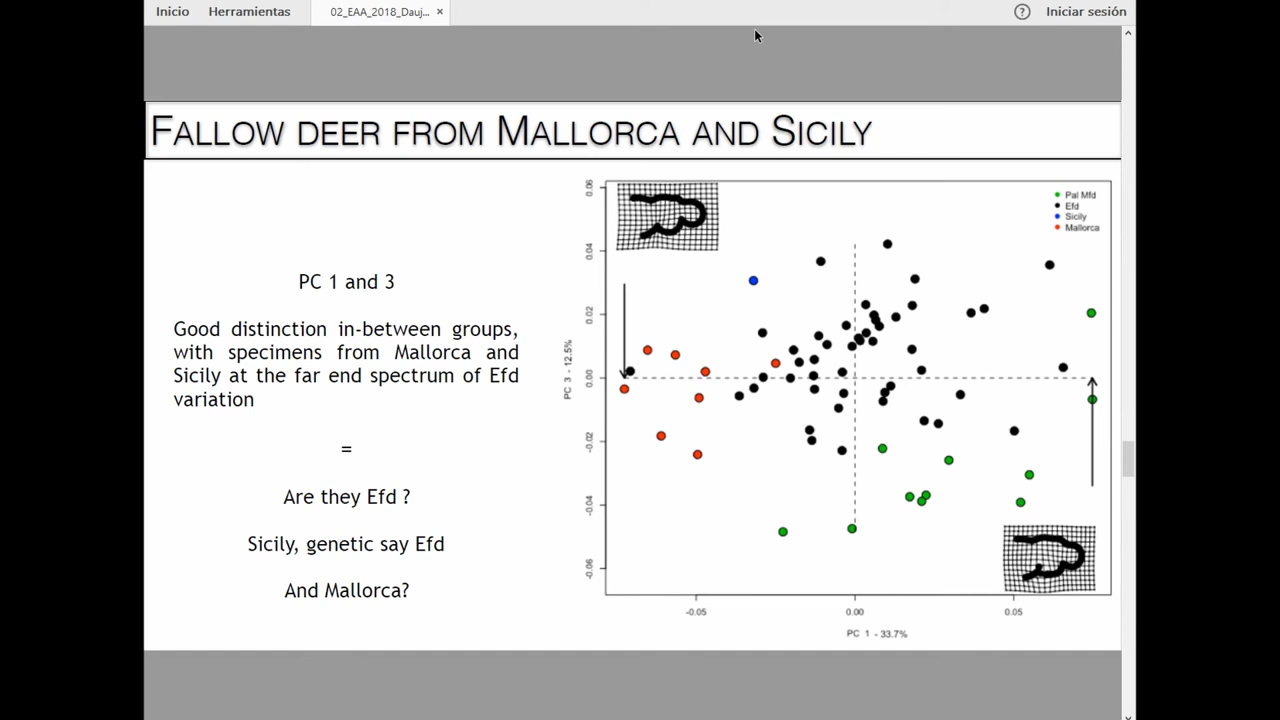 Inicio
Herramientas
02_EAA_2018_Dauj...
×
?
Iniciar sesión
FALLOW DEER FROM MALLORCA AND SICILY
PC 1 and 3
Good distinction in-between groups,
with specimens from Mallorca and
Sicily at the far end spectrum of Efd
variation
=
Are they Efd ?
Sicily, genetic say Efd
And Mallorca?
Pal Mfd
Efd
Sicily
Mallorca
PC 3 - 12.5%
0.06
0.04
0.02
0.00
-0.02
-0.04
-0.06
-0.05
0.00
0.05
PC 1 - 33.7%